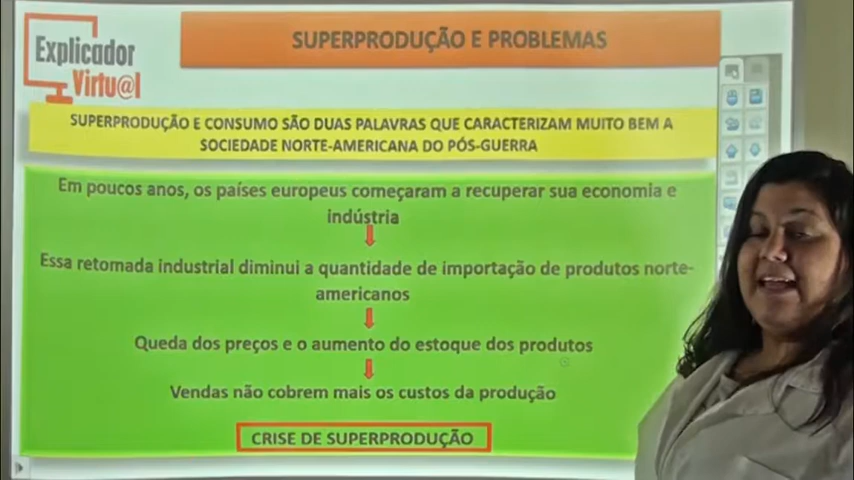 Explicador
Virtu@l
SUPERPRODUÇÃO E PROBLEMAS
SUPERPRODUÇÃO E CONSUMO SÃO DUAS PALAVRAS QUE CARACTERIZAM MUITO BEM A
SOCIEDADE NORTE-AMERICANA DO PÓS-GUERRA
Em poucos anos, os países europeus começaram a recuperar sua economia e
indústria
Essa retomada industrial diminui a quantidade de importação de produtos norte-
americanos
Queda dos preços e o aumento do estoque dos produtos
Vendas não cobrem mais os custos da produção
CRISE DE SUPERPRODUÇÃO